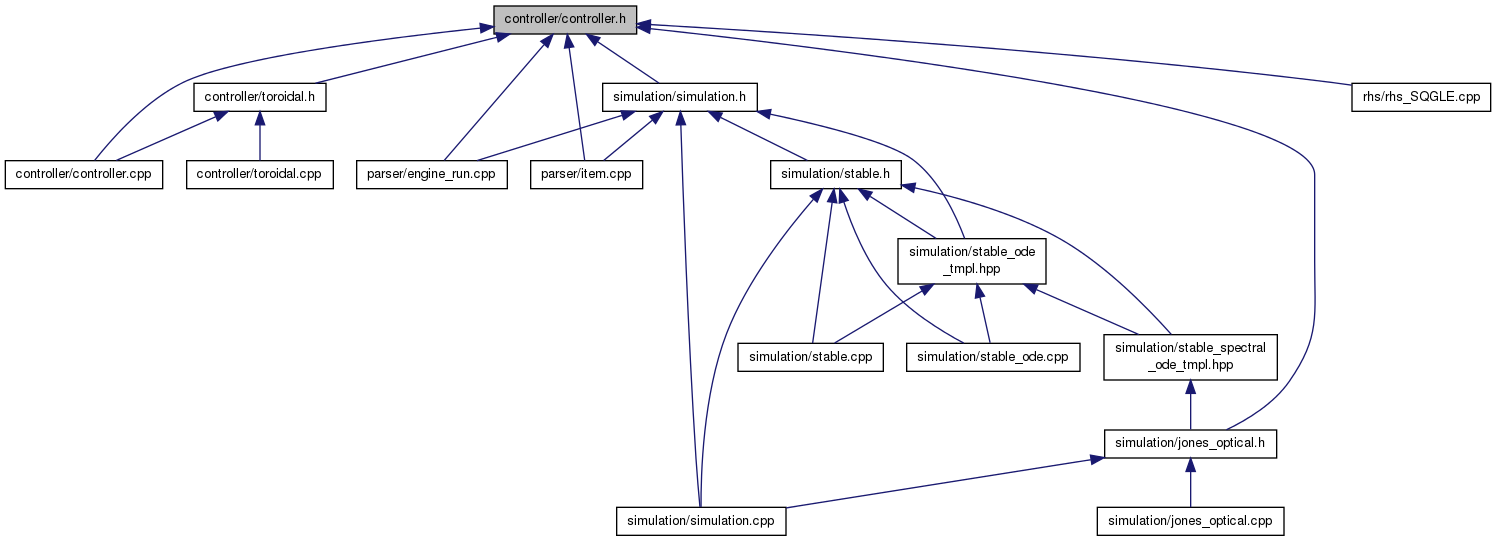 controller/controller.h
controller/toroidal.h
simulation/simulation.h
rhs/rhs_SQGLE.cpp
controller/controller.cpp
controller/toroidal.cpp
parser/engine_run.cpp
parser/item.cpp
simulation/stable.h
simulation/stable_ode
_tmpl.hpp
simulation/stable.cpp
simulation/stable_ode.cpp
simulation/stable_spectral
_ode_tmpl.hpp
simulation/jones_optical.h
simulation/simulation.cpp
simulation/jones_optical.cpp